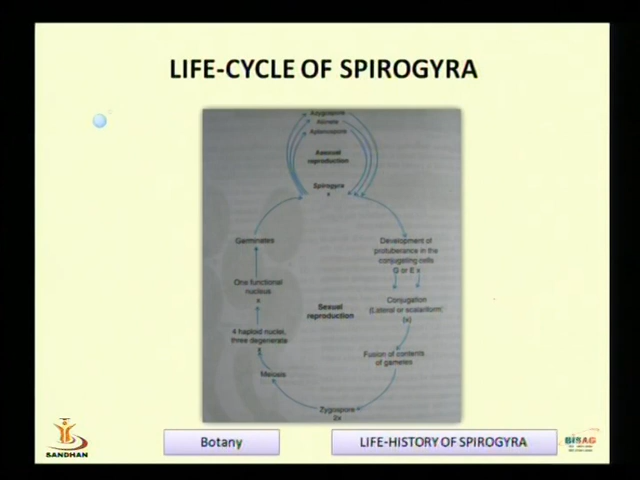 LIFE-CYCLE OF SPIROGYRA
Azygospore
Akinete
Aplanospore
Asexual
reproduction
Spirogyra
x
Germinates
Development of
protuberance in the
conjugating cells
G or E x
One functional
nucleus
x
Conjugation
(Lateral or scalariform)
(x)
Sexual
reproduction
4 haploid nuclei,
three degenerate
x
Fusion of contents
of gametes
Meiosis
Zygospore
2x
SANDHAN
Botany
LIFE-HISTORY OF SPIROGYRA
BISAG